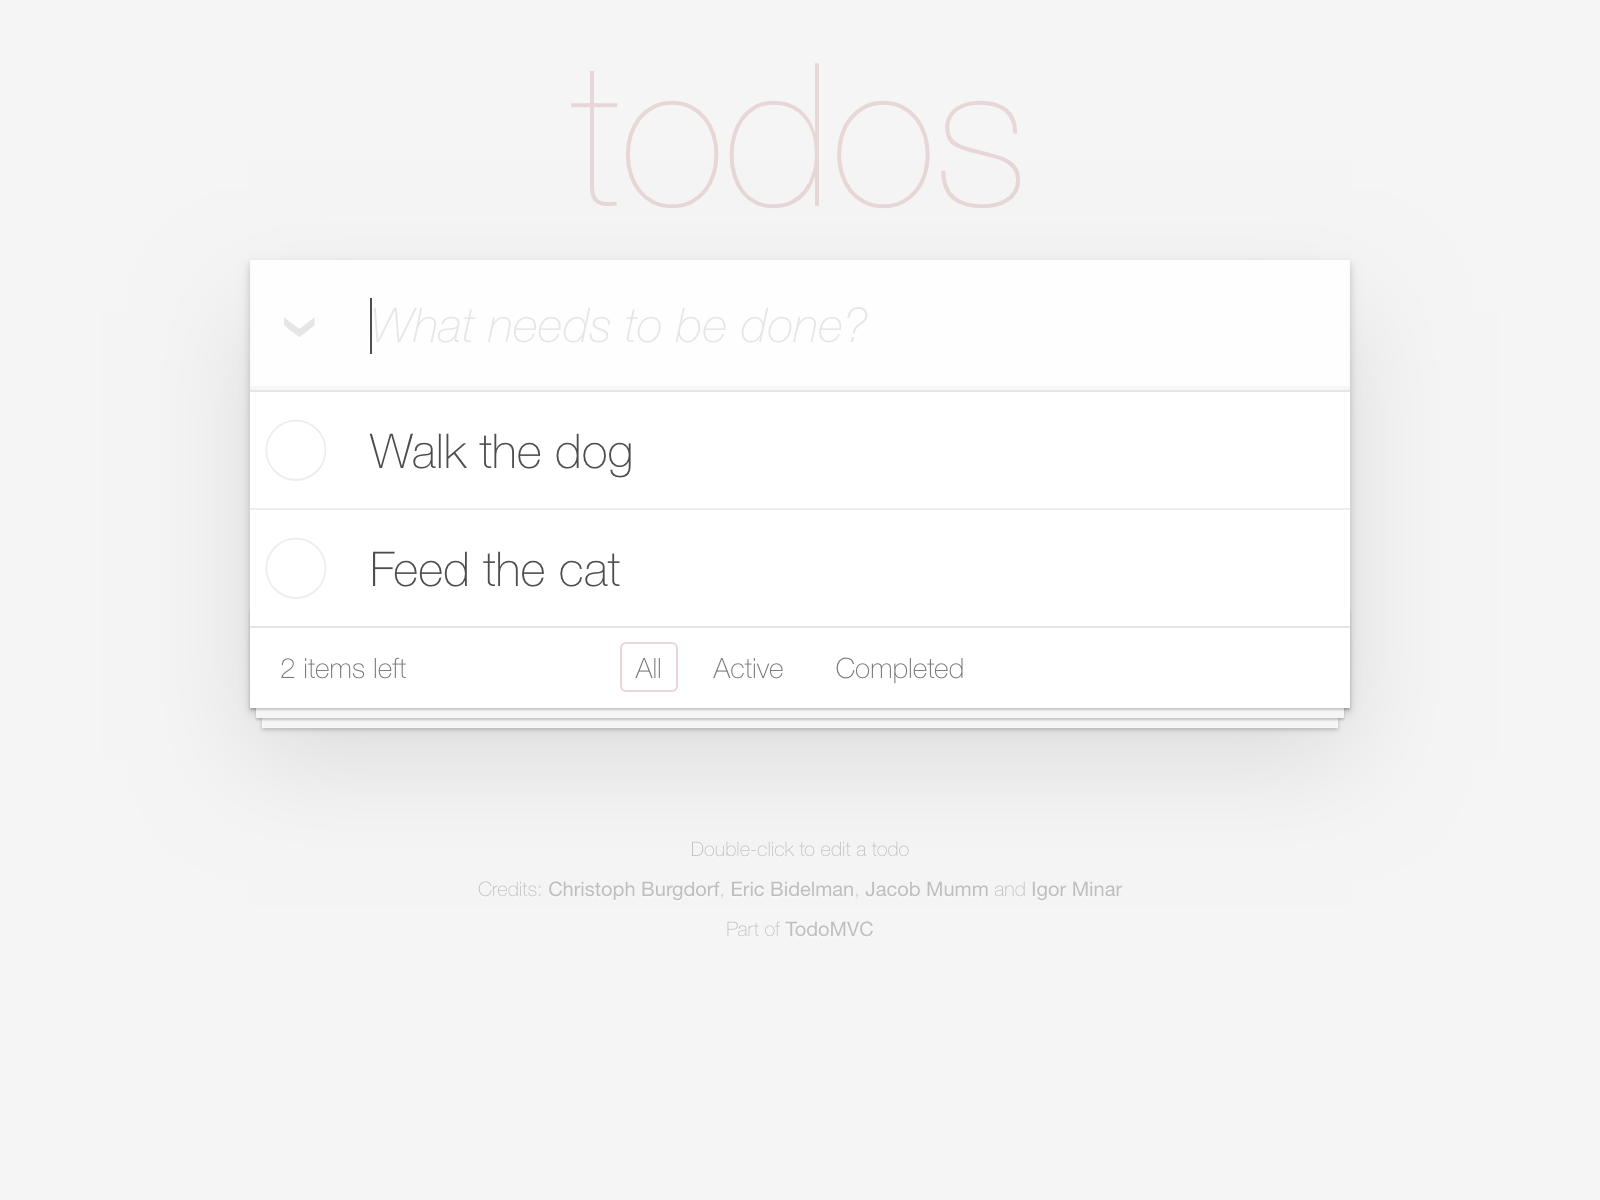 todos
What needs to be done?
Walk the dog
Feed the cat
2 items left All Active Completed
Double-click to edit a todo
Credits: Christoph Burgdorf, Eric Bidelman, Jacob Mumm and Igor Minar
Part of TodoMVC